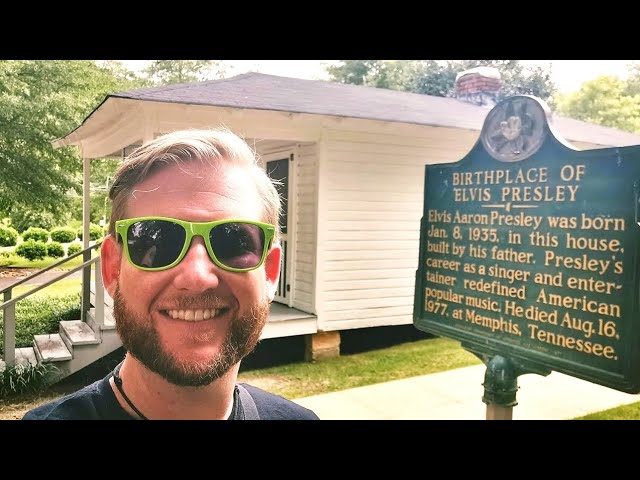 BIRTHPLACE OF
ELVIS PRESLEY
Elvis Aaron Presley was born
Jan. 8, 1935, in this house,
built by his father. Presley's
career as a singer and enter-
tainer redefined American
popular music. He died Aug. 16,
1977, at Memphis, Tennessee.